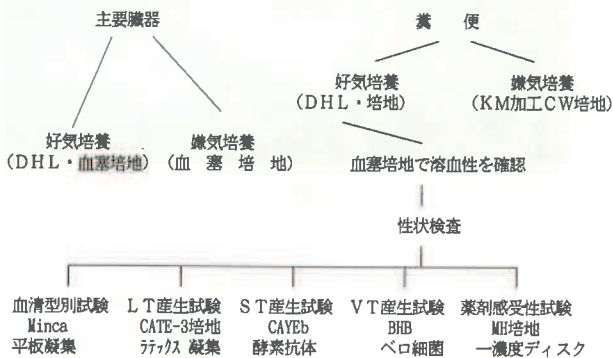 主要臓器
糞 便
好気培養
(DHL・培地)
嫌気培養
(KM加工CW培地)
好気培養
(DHL・血寒培地)
嫌気培養
(血 寒 培 地)
血寒培地で溶血性を確認
性状検査
血清型別試験
Minca
平板凝集
LT産生試験
CATE-3培地
ラテックス 凝集
ST産生試験
CAYEb
酵素抗体
VT産生試験
BHB
ベロ細菌
薬剤感受性試験
MH培地
一濃度ディスク